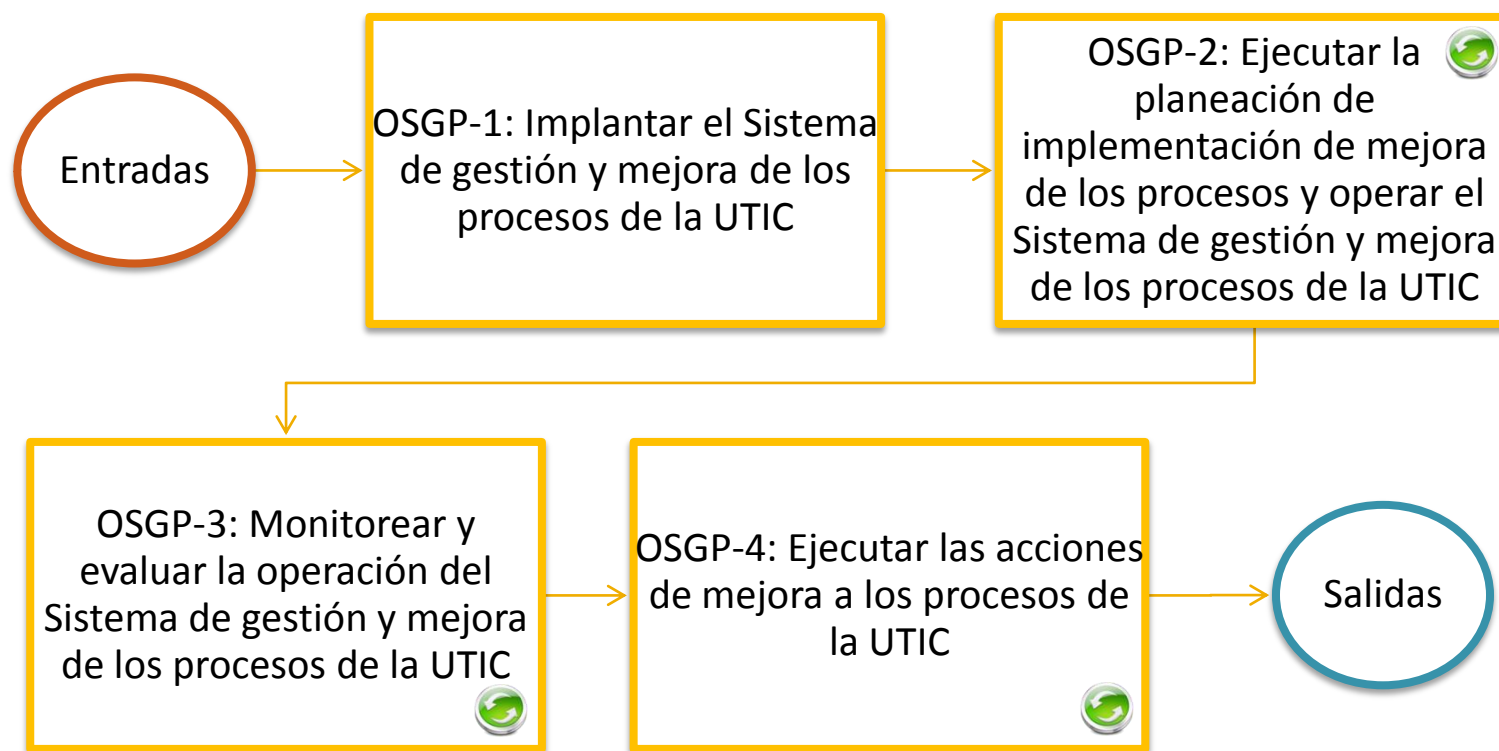 Entradas
OSGP-1: Implantar el Sistema
de gestión y mejora de los
procesos de la UTIC
OSGP-2: Ejecutar la
planeación de
implementación de mejora
de los procesos y operar el
Sistema de gestión y mejora
de los procesos de la UTIC
OSGP-3: Monitorear y
evaluar la operación del
Sistema de gestión y mejora
de los procesos de la UTIC
OSGP-4: Ejecutar las acciones
de mejora a los procesos de
la UTIC
Salidas